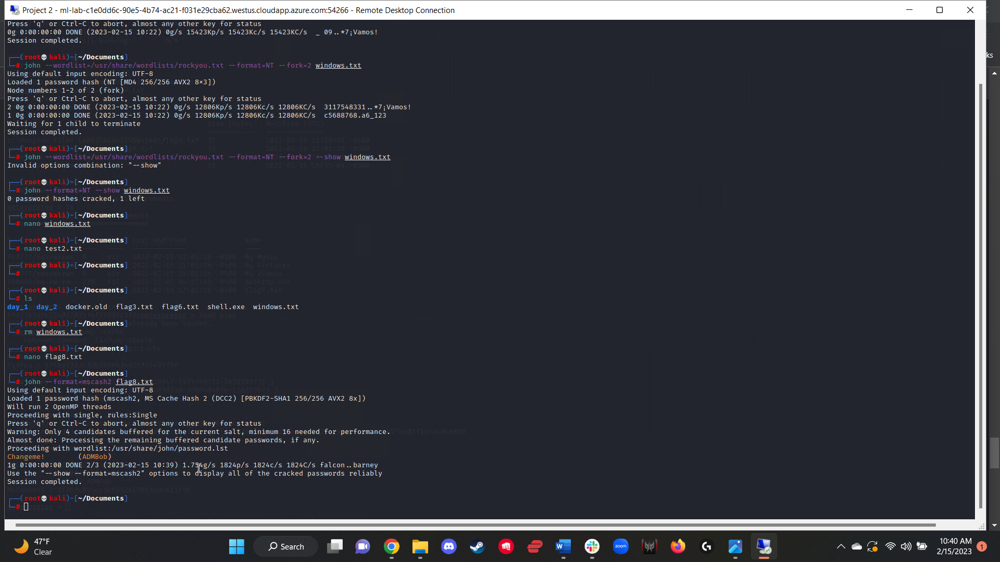 Project 2 - ml-lab-c1e0dd6c-90e5-4b74-ac21-f031e29cba62.westus.cloudapp.azure.com:54266 - Remote Desktop Connection
Press 'q' or Ctrl-C to abort, almost any other key for status
0g 0:00:00:00 DONE (2023-02-15 10:22) 0g/s 15423Kp/s 15423Kc/s 15423KC/s  _ 09..*7¡Vamos!
Session completed.
ks
┌──(root💀kali)-[~/Documents]
└─# john --wordlist=/usr/share/wordlists/rockyou.txt --format=NT --fork=2 windows.txt
Using default input encoding: UTF-8
Loaded 1 password hash (NT [MD4 256/256 AVX2 8×3])
Node numbers 1-2 of 2 (fork)
Press 'q' or Ctrl-C to abort, almost any other key for status
2 0g 0:00:00:00 DONE (2023-02-15 10:22) 0g/s 12806Kp/s 12806Kc/s 12806KC/s  3117548331..*7¡Vamos!
1 0g 0:00:00:00 DONE (2023-02-15 10:22) 0g/s 12806Kp/s 12806Kc/s 12806KC/s  c5688768.a6_123
Waiting for 1 child to terminate
Session completed.
┌──(root💀kali)-[~/Documents]
└─# john --wordlist=/usr/share/wordlists/rockyou.txt --format=NT --fork=2 --show windows.txt
Invalid options combination: "--show"
┌──(root💀kali)-[~/Documents]
└─# john --format=NT --show windows.txt
0 password hashes cracked, 1 left
┌──(root💀kali)-[~/Documents]
└─# nano windows.txt
┌──(root💀kali)-[~/Documents]
└─# nano test2.txt
┌──(root💀kali)-[~/Documents]
└─#
┌──(root💀kali)-[~/Documents]
└─# ls
day_1  day_2  docker.old  flag3.txt  flag6.txt  shell.exe  windows.txt
┌──(root💀kali)-[~/Documents]
└─# rm windows.txt
┌──(root💀kali)-[~/Documents]
└─# nano flag8.txt
┌──(root💀kali)-[~/Documents]
└─# john --format=mscash2 flag8.txt
Using default input encoding: UTF-8
Loaded 1 password hash (mscash2, MS Cache Hash 2 (DCC2) [PBKDF2-SHA1 256/256 AVX2 8x])
Will run 2 OpenMP threads
Proceeding with single, rules:Single
Press 'q' or Ctrl-C to abort, almost any other key for status
Warning: Only 4 candidates buffered for the current salt, minimum 16 needed for performance.
Almost done: Processing the remaining buffered candidate passwords, if any.
Proceeding with wordlist:/usr/share/john/password.lst
Changeme!        (ADMBob)
1g 0:00:00:00 DONE 2/3 (2023-02-15 10:39) 1.754g/s 1824p/s 1824c/s 1824C/s falcon..barney
Use the "--show --format=mscash2" options to display all of the cracked passwords reliably
Session completed.
┌──(root💀kali)-[~/Documents]
└─#
47°F
Clear
Search
zoom
10:40 AM
2/15/2023
1